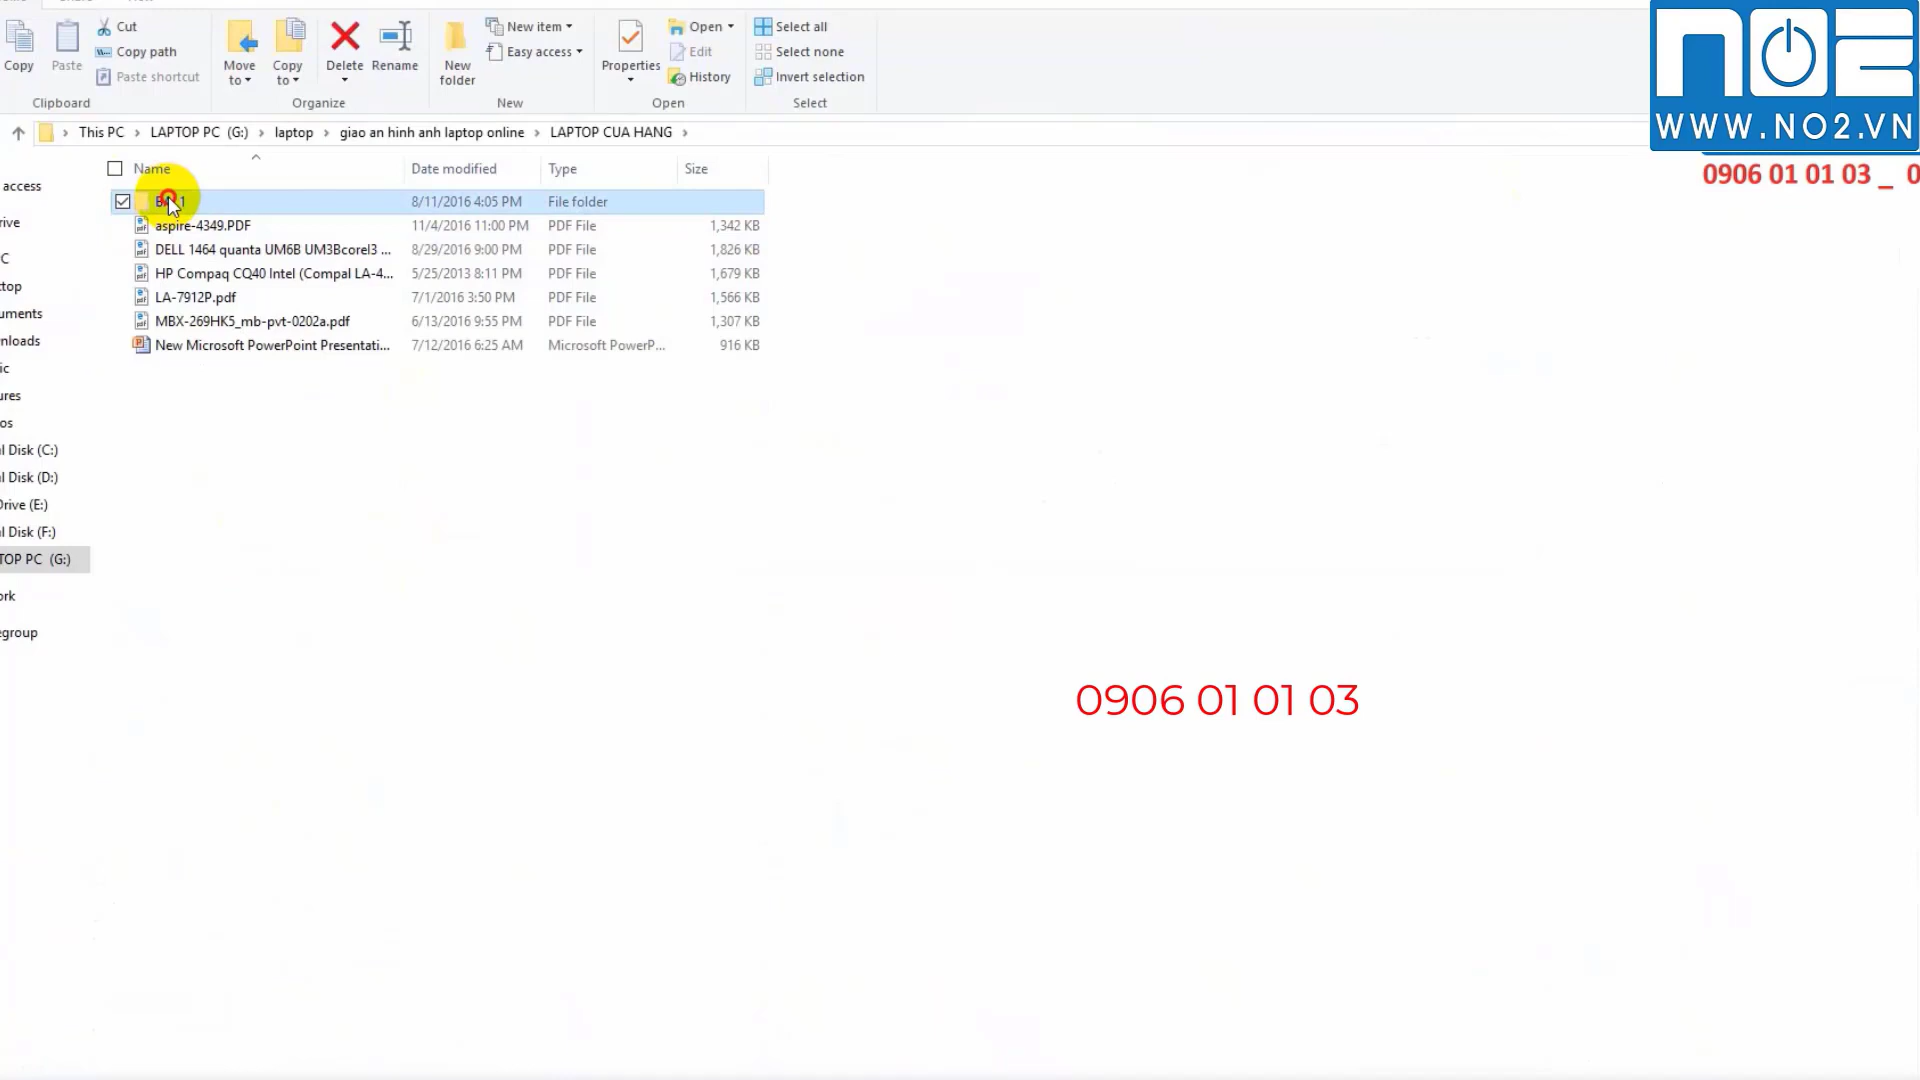 Cut
New item
Open
Select all
Copy path
Easy access
Edit
Select none
Copy
Paste
Paste shortcut
Move to
Copy to
Delete
Rename
New folder
Properties
History
Invert selection
Clipboard
Organize
New
Open
Select
NO2
WWW.NO2.VN
0906 01 01 03 _ 0
This PC › LAPTOP PC (G:) › laptop › giao an hinh anh laptop online › LAPTOP CUA HANG ›
Name Date modified Type Size
8/11/2016 4:05 PM File folder
aspire-4349.PDF 11/4/2016 11:00 PM PDF File 1,342 KB
DELL 1464 quanta UM6B UM3Bcorel3 ... 8/29/2016 9:00 PM PDF File 1,826 KB
HP Compaq CQ40 Intel (Compal LA-4... 5/25/2013 8:11 PM PDF File 1,679 KB
LA-7912P.pdf 7/1/2016 3:50 PM PDF File 1,566 KB
MBX-269HK5_mb-pvt-0202a.pdf 6/13/2016 9:55 PM PDF File 1,307 KB
New Microsoft PowerPoint Presentati... 7/12/2016 6:25 AM Microsoft PowerP... 916 KB
access
rive
C
top
uments
nloads
ic
ures
os
l Disk (C:)
l Disk (D:)
Drive (E:)
l Disk (F:)
TOP PC (G:)
ork
egroup
0906 01 01 03